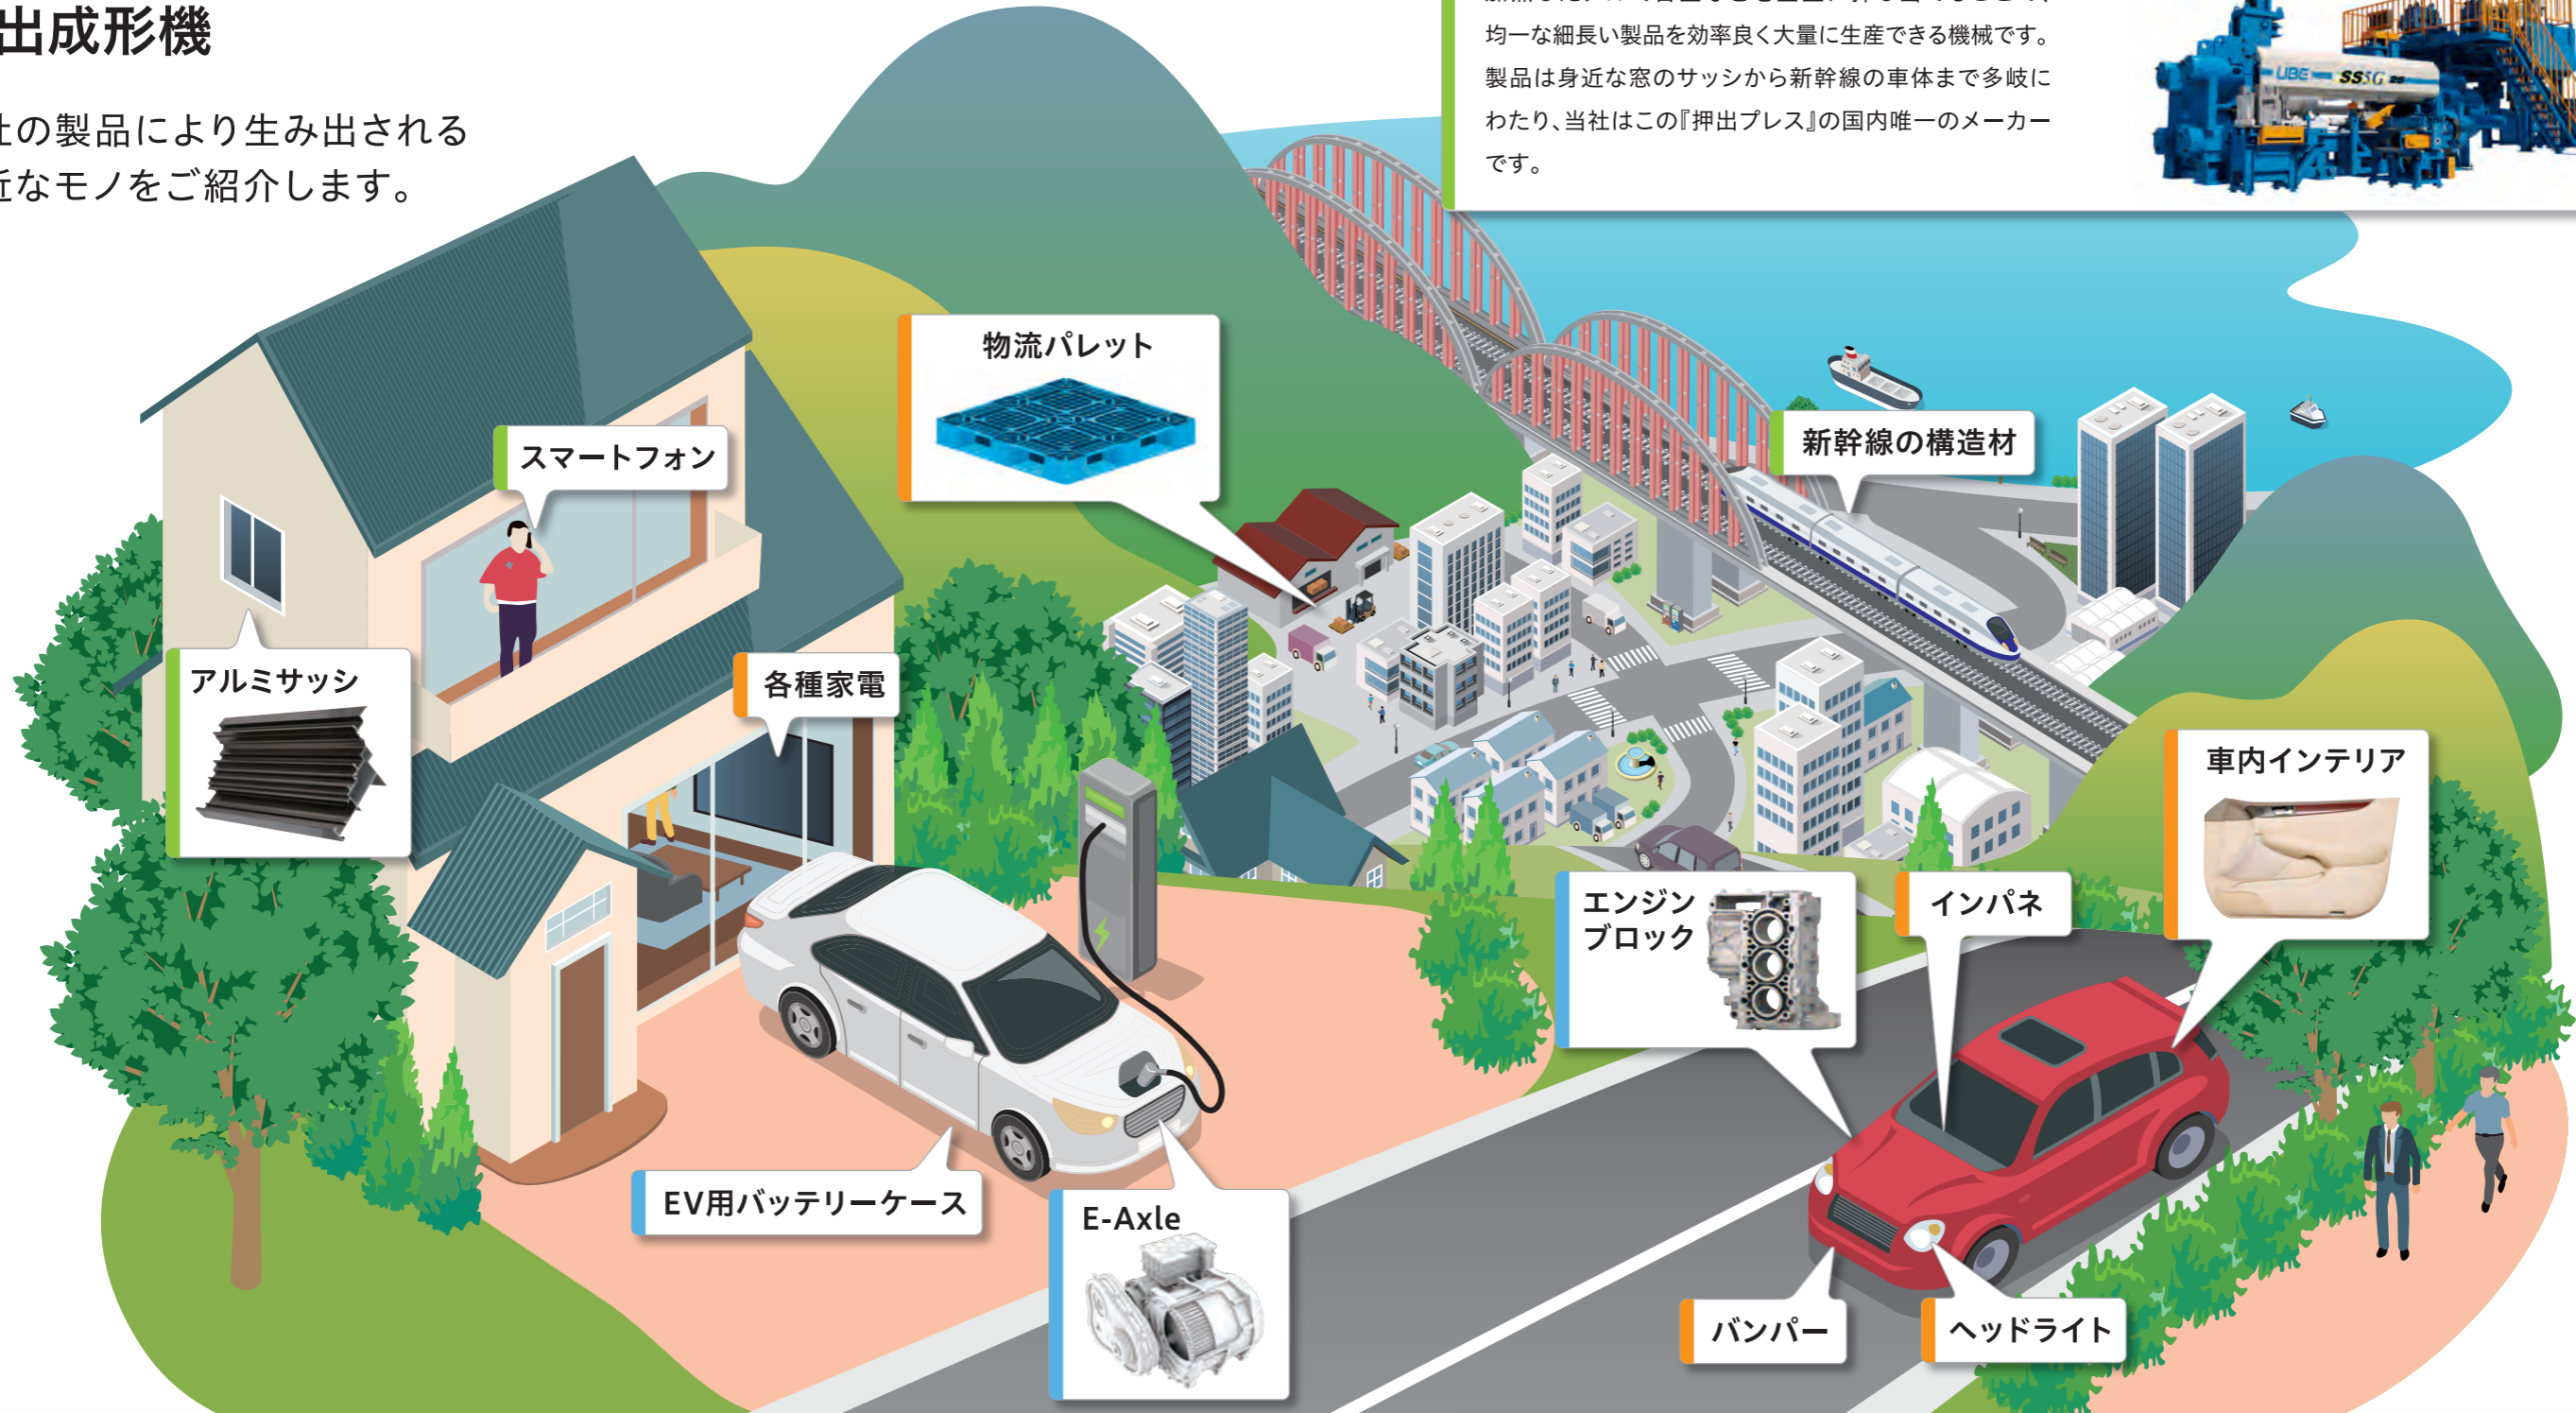 出成形機
の製品により生み出される
なモノをご紹介します。
均一な細長い製品を効率良く大量に生産できる機械です。
製品は身近な窓のサッシから新幹線の車体まで多岐に
わたり、当社はこの『押出プレス』の国内唯一のメーカー
です。
UBE SS5G 25
物流パレット
スマートフォン
新幹線の構造材
アルミサッシ
各種家電
車内インテリア
エンジン
ブロック
インパネ
EV用バッテリーケース
E-Axle
バンパー
ヘッドライト